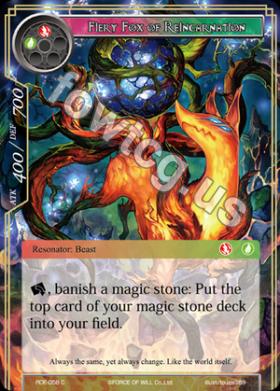 Fiery Fox of Reincarnation
ATK 400 / DEF 700
fowtcg.us
Resonator: Beast
, banish a magic stone: Put the
top card of your magic stone deck
into your field.
Always the same, yet always change. Like the world itself.
©FORCE OF WILL Co.,Ltd.